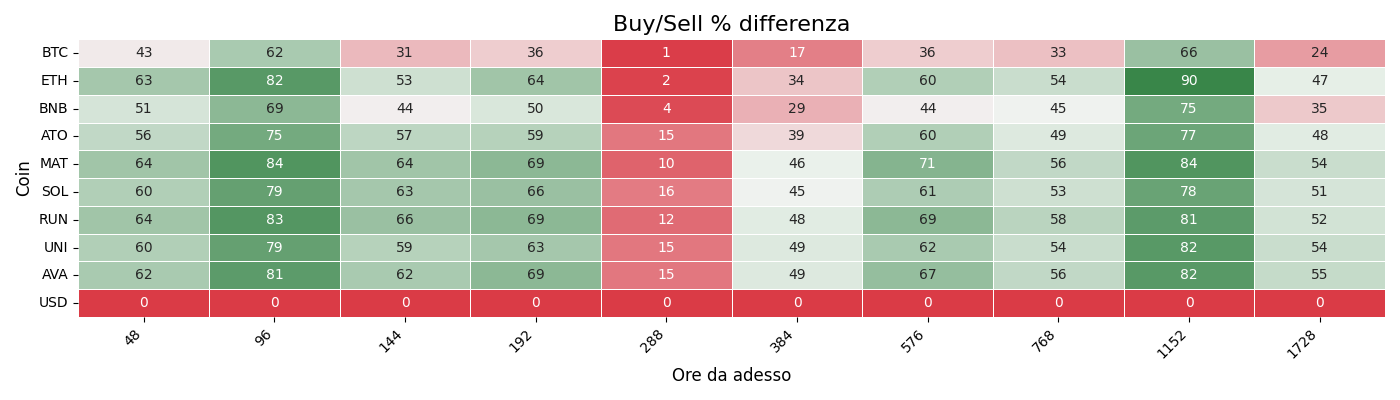 Buy/Sell % differenza
Coin
BTC 43 62 31 36 1 17 36 33 66 24
ETH 63 82 53 64 2 34 60 54 90 47
BNB 51 69 44 50 4 29 44 45 75 35
ATO 56 75 57 59 15 39 60 49 77 48
MAT 64 84 64 69 10 46 71 56 84 54
SOL 60 79 63 66 16 45 61 53 78 51
RUN 64 83 66 69 12 48 69 58 81 52
UNI 60 79 59 63 15 49 62 54 82 54
AVA 62 81 62 69 15 49 67 56 82 55
USD 0 0 0 0 0 0 0 0 0 0
48 96 144 192 288 384 576 768 1152 1728
Ore da adesso